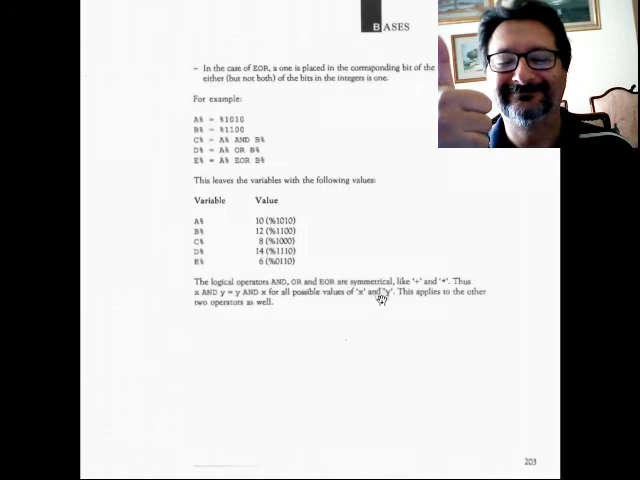 BASES
- In the case of EOR, a one is placed in the corresponding bit of the
either (but not both) of the bits in the integers is one.
For example:
A% = %1010
B% = %1100
C% = A% AND B%
D% = A% OR B%
E% = A% EOR B%
This leaves the variables with the following values:
Variable Value
A% 10 (%1010)
B% 12 (%1100)
C% 8 (%1000)
D% 14 (%1110)
E% 6 (%0110)
The logical operators AND, OR and EOR are symmetrical, like '+' and '*'. Thus
x AND y = y AND x for all possible values of 'x' and 'y'. This applies to the other
two operators as well.
203